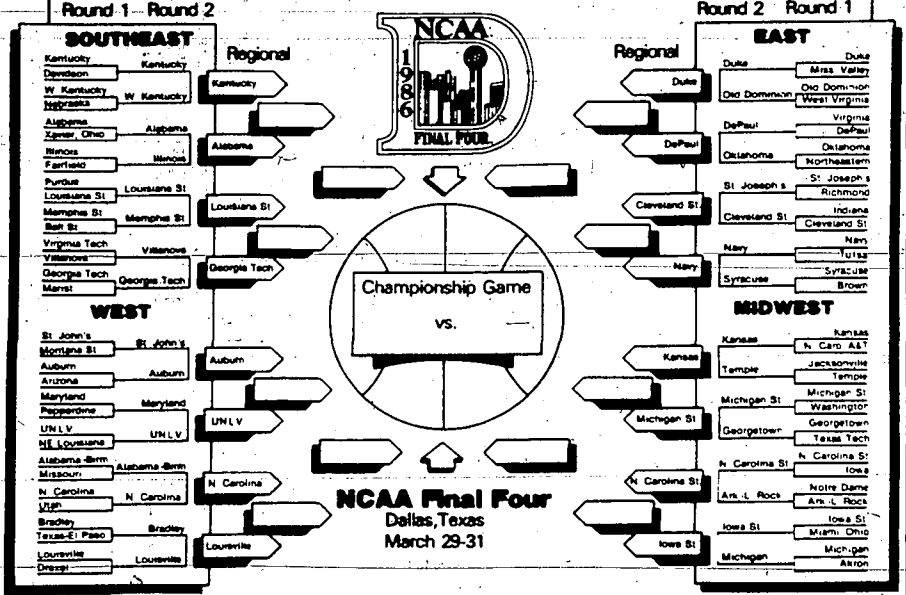 Round 1 Round 2
SOUTHEAST
Regional
Kentucky
Davidson
Kentucky
W Kentucky
Nebraska
W Kentucky
Kentucky
Alabama
Xavier, Ohio
Alabama
Illinois
Fairfield
Illinois
Alabama
Purdue
Louisiana St
Louisiana St
Memphis St
Ball St
Memphis St
Louisiana St
Virginia Tech
Villanova
Villanova
Georgia Tech
Marist
Georgia Tech
Georgia Tech
WEST
St John's
Montana St
St John's
Auburn
Arizona
Auburn
Auburn
Maryland
Pepperdine
Maryland
UNLV
NE Louisiana
UNLV
UNLV
Alabama-Birm
Missouri
Alabama-Birm
N Carolina
Utah
N Carolina
N Carolina
Bradley
Texas-El Paso
Bradley
Louisville
Drexel
Louisville
Louisville
NCAA
1986
FINAL FOUR
Championship Game
vs.
NCAA Final Four
Dallas, Texas
March 29-31
Round 2 Round 1
EAST
Regional
Duke
Miss Valley
Duke
Old Dominion
West Virginia
Old Dominion
Duke
Virginia
DePaul
DePaul
Oklahoma
Northeastern
Oklahoma
DePaul
St Joseph s
Richmond
St Joseph s
Indiana
Cleveland St
Cleveland St
Cleveland St
Navy
Tulsa
Navy
Syracuse
Brown
Syracuse
Navy
MIDWEST
Kansas
N Caro A&T
Kansas
Jacksonville
Temple
Temple
Kansas
Michigan St
Washington
Michigan St
Georgetown
Texas Tech
Georgetown
Michigan St
N Carolina St
Iowa
N Carolina St
Notre Dame
Ark-L Rock
Ark-L Rock
N Carolina St
Iowa St
Miami Ohio
Iowa St
Michigan
Akron
Michigan
Iowa St